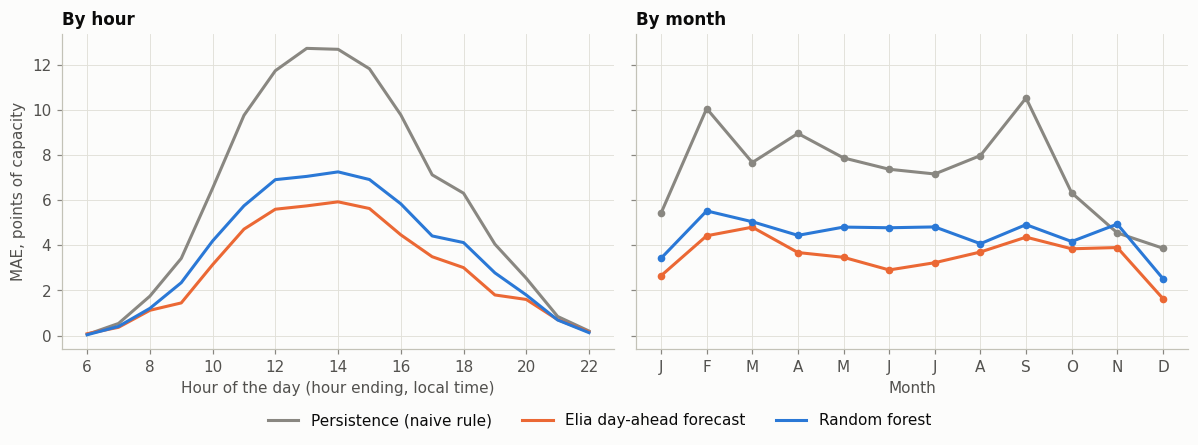 By hour
By month
MAE, points of capacity
12
10
8
6
4
2
0
6 8 10 12 14 16 18 20 22
J F M A M J J A S O N D
Hour of the day (hour ending, local time)
Month
Persistence (naive rule) Elia day-ahead forecast Random forest